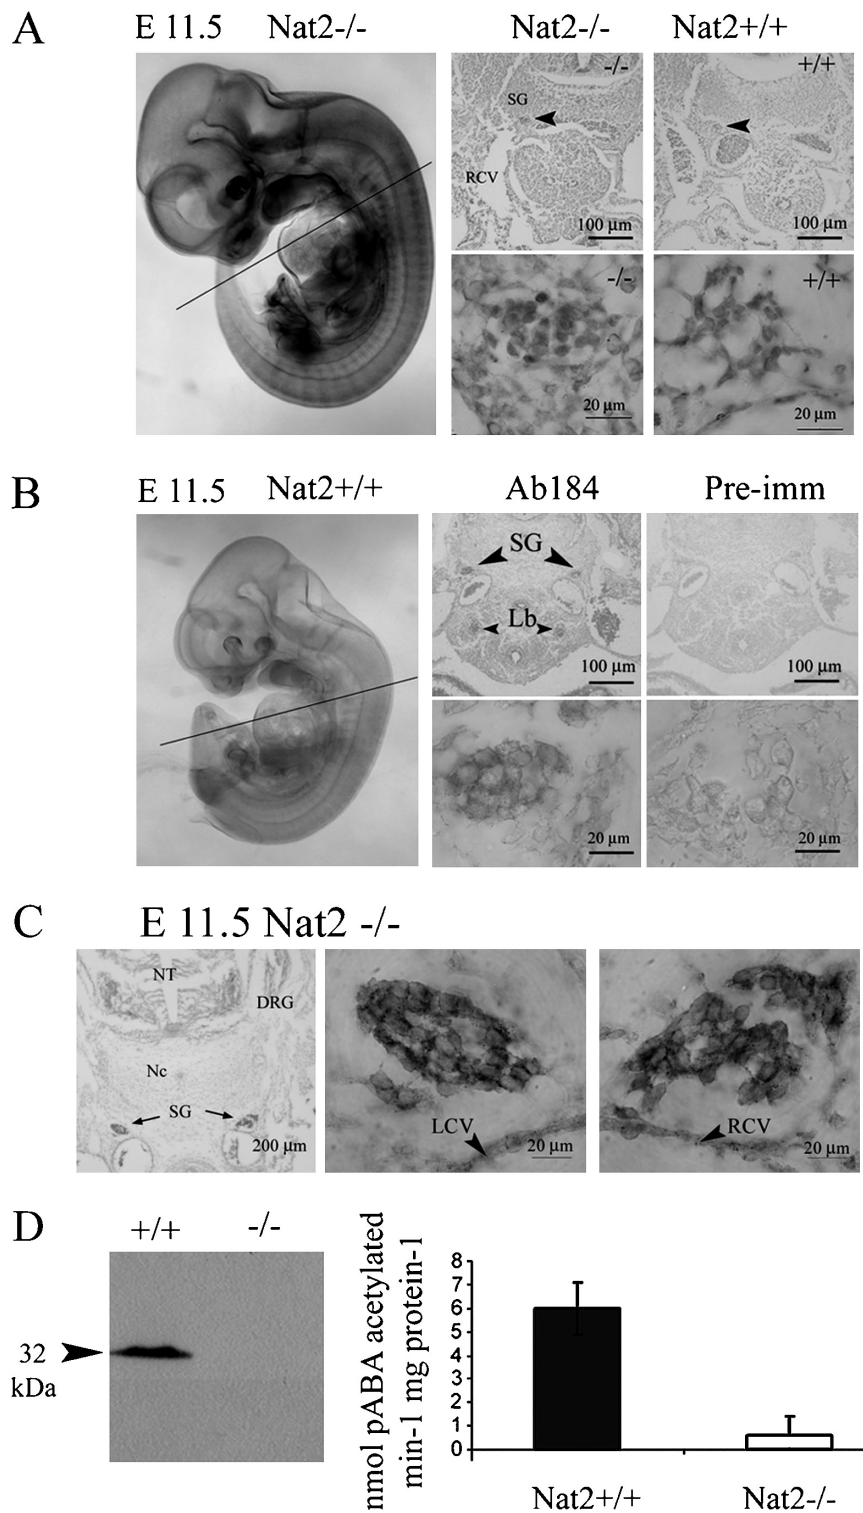 A
E 11.5 Nat2-/- Nat2-/- Nat2+/+
-/-
SG
RCV
100 µm
+/+
100 µm
-/-
20 µm
+/+
20 µm
B
E 11.5 Nat2+/+ Ab184 Pre-imm
SG
Lb
100 µm
100 µm
20 µm
20 µm
C
E 11.5 Nat2 -/-
NT
DRG
Nc
SG
200 µm
LCV
20 µm
RCV
20 µm
D
+/+ -/-
32
kDa
nmol pABA acetylated
min-1 mg protein-1
8
7
6
5
4
3
2
1
0
Nat2+/+ Nat2-/-